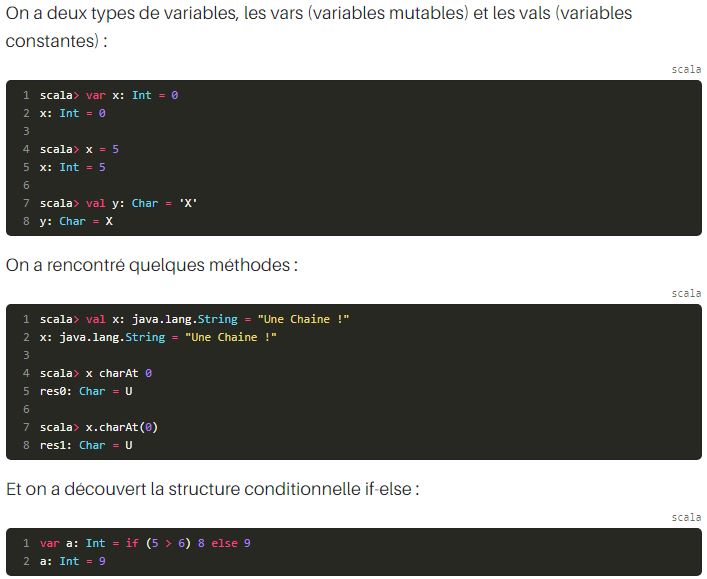 On a deux types de variables, les vars (variables mutables) et les vals (variables
constantes) :
scala
1 scala> var x: Int = 0
2 x: Int = 0
3
4 scala> x = 5
5 x: Int = 5
6
7 scala> val y: Char = 'X'
8 y: Char = X
On a rencontré quelques méthodes :
scala
1 scala> val x: java.lang.String = "Une Chaine !"
2 x: java.lang.String = "Une Chaine !"
3
4 scala> x charAt 0
5 res0: Char = U
6
7 scala> x.charAt(0)
8 res1: Char = U
Et on a découvert la structure conditionnelle if-else :
scala
1 var a: Int = if (5 > 6) 8 else 9
2 a: Int = 9